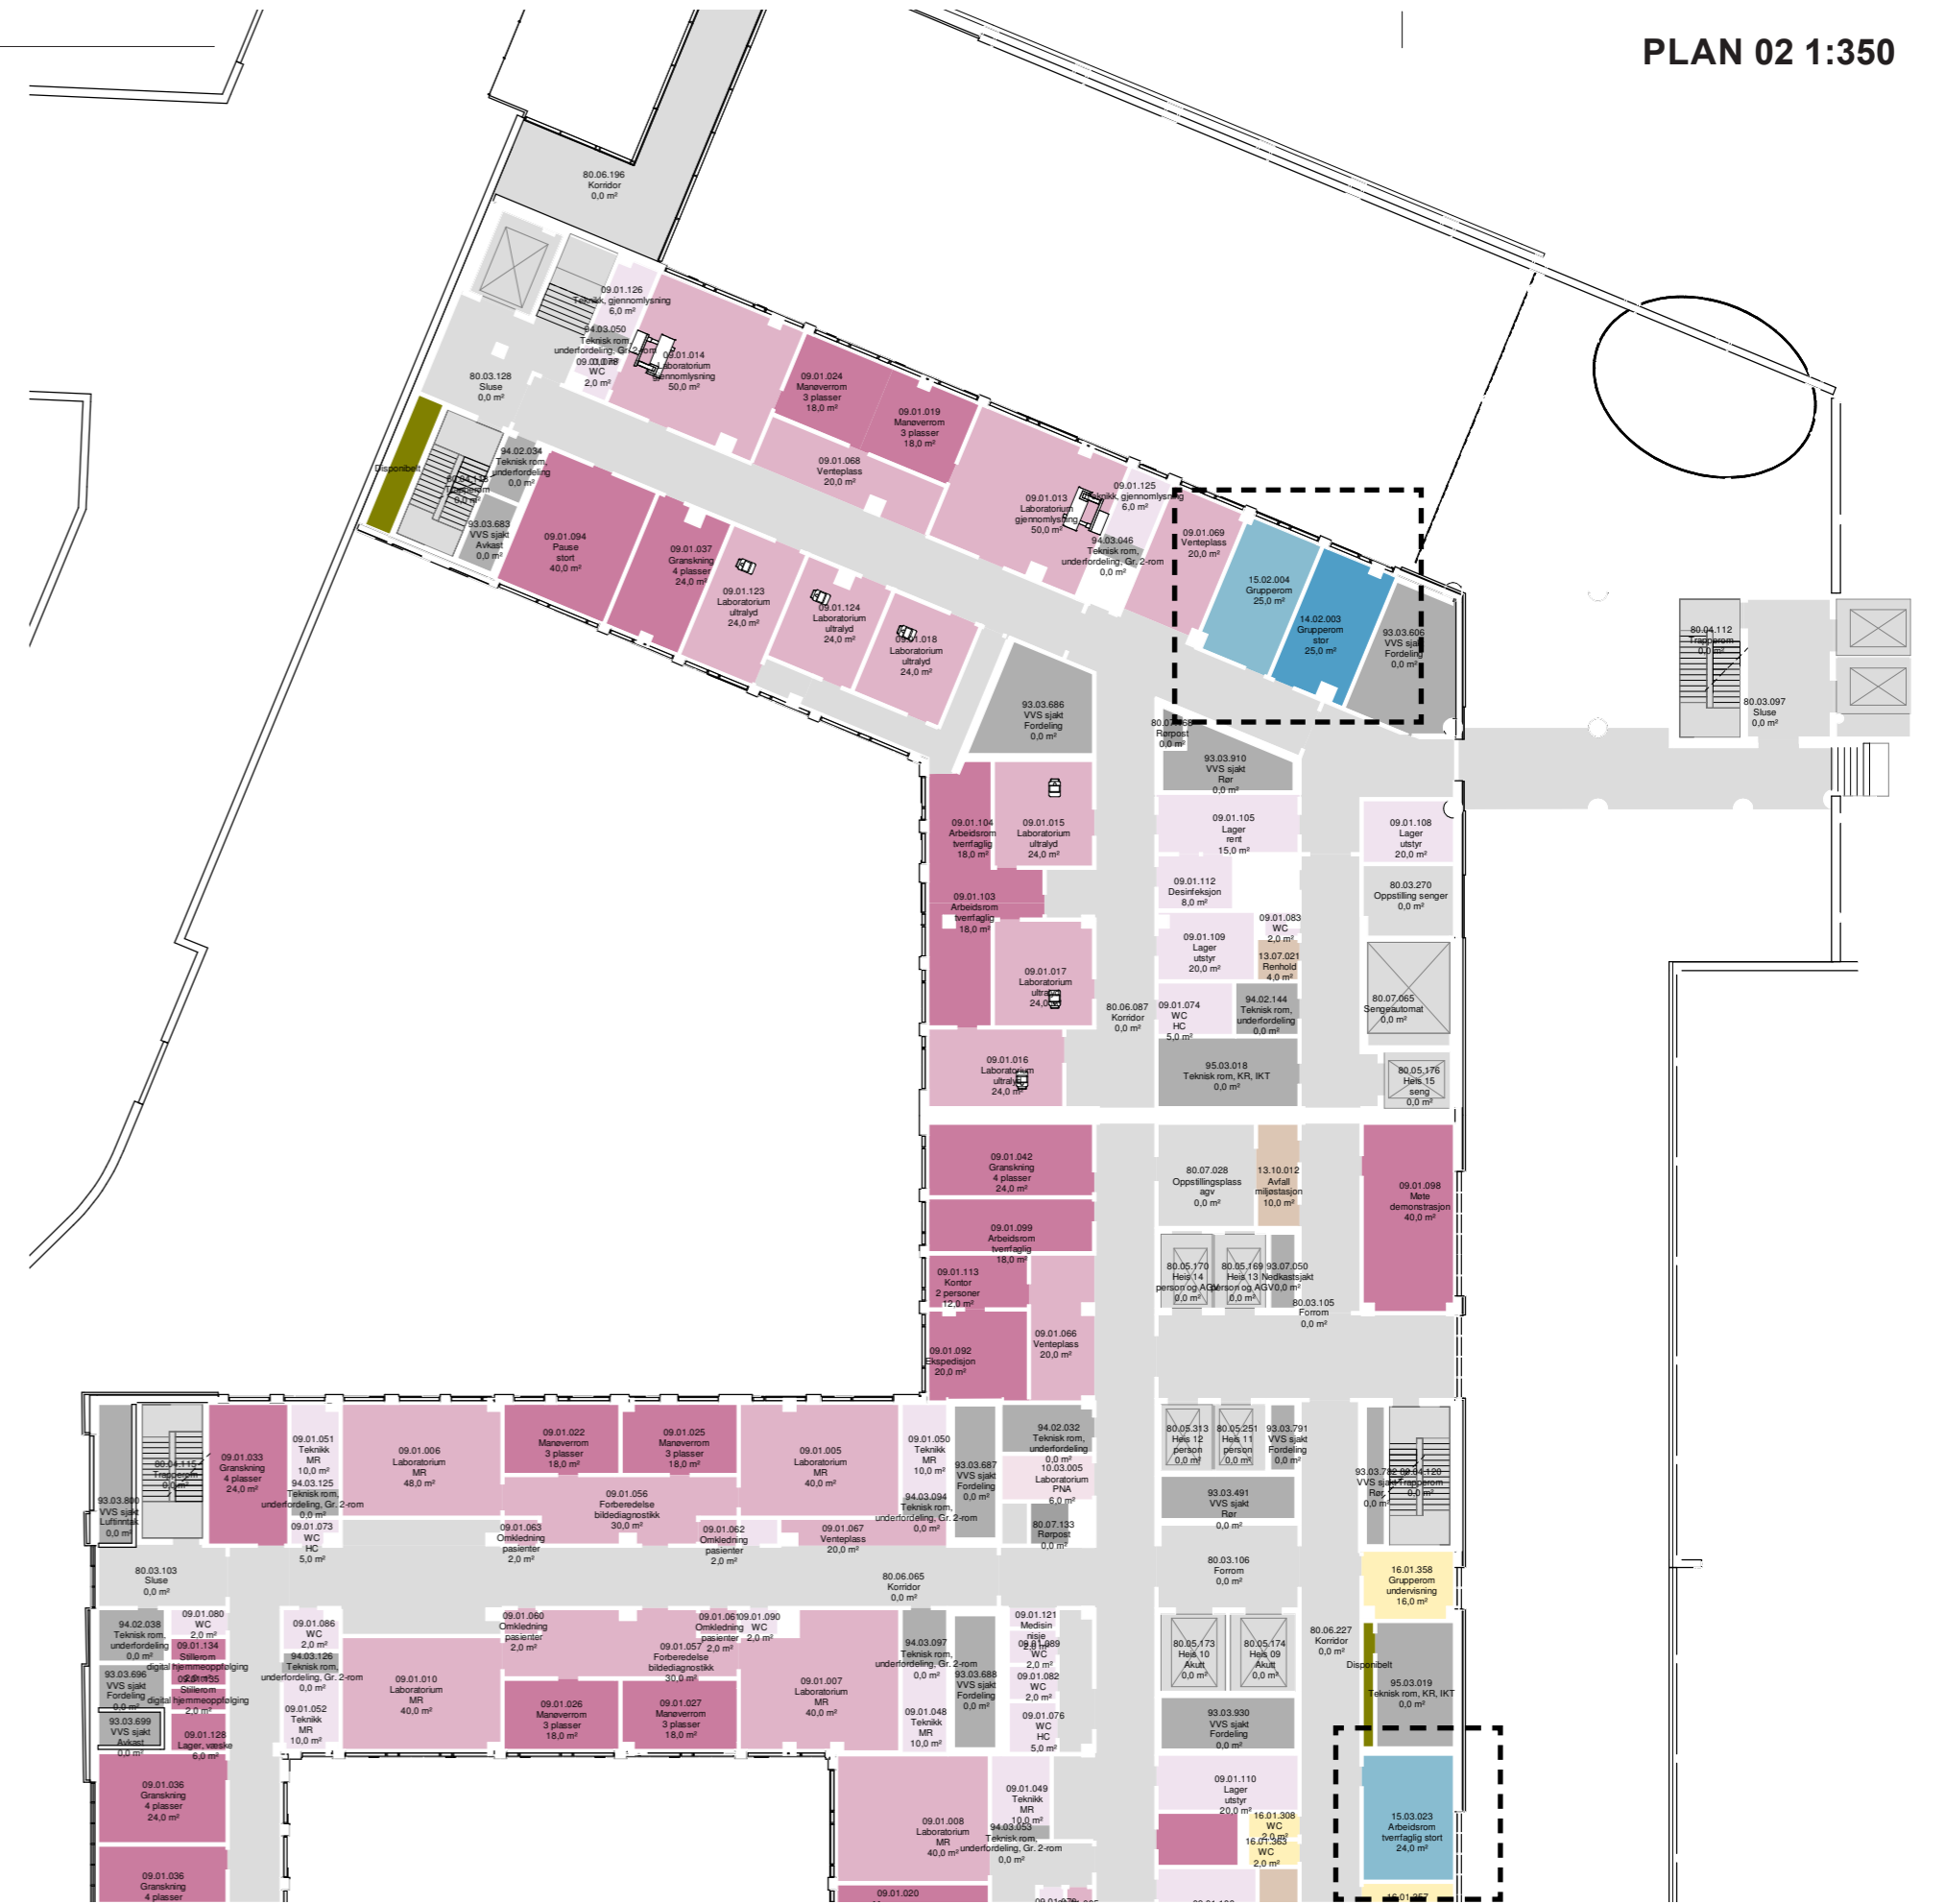 PLAN 02 1:350
80.06.196
Korridor
0,0 m²
09.01.126
Teknikk, gjennomlysning
6,0 m²
94.03.050
Teknisk rom,
underfordeling, Gr. 2-rom
WC
2,0 m²
09.01.014
Laboratorium
gjennomlysning
50,0 m²
80.03.128
Sluse
0,0 m²
09.01.024
Manøverrom
3 plasser
18,0 m²
09.01.019
Manøverrom
3 plasser
18,0 m²
Disponibelt
Trapperom
0,0 m²
94.02.034
Teknisk rom,
underfordeling
0,0 m²
93.03.683
VVS sjakt
Avkast
0,0 m²
09.01.068
Venteplass
20,0 m²
09.01.013
Laboratorium
gjennomlysning
50,0 m²
09.01.125
Teknikk, gjennomlysning
6,0 m²
94.03.046
Teknisk rom,
underfordeling, Gr. 2-rom
0,0 m²
09.01.069
Venteplass
20,0 m²
09.01.094
Pause
stort
40,0 m²
09.01.037
Granskning
4 plasser
24,0 m²
09.01.123
Laboratorium
ultralyd
24,0 m²
09.01.124
Laboratorium
ultralyd
24,0 m²
09.01.018
Laboratorium
ultralyd
24,0 m²
15.02.004
Grupperom
25,0 m²
14.02.003
Grupperom
stor
25,0 m²
93.03.606
VVS sjakt
Fordeling
0,0 m²
80.04.112
Trapperom
0,0 m²
80.03.097
Sluse
0,0 m²
93.03.686
VVS sjakt
Fordeling
0,0 m²
Rørpost
0,0 m²
93.03.910
VVS sjakt
Rør
0,0 m²
09.01.104
Arbeidsrom
tverrfaglig
18,0 m²
09.01.015
Laboratorium
ultralyd
24,0 m²
09.01.105
Lager
rent
15,0 m²
09.01.108
Lager
utstyr
20,0 m²
09.01.103
Arbeidsrom
tverrfaglig
18,0 m²
09.01.112
Desinfeksjon
8,0 m²
80.03.270
Oppstilling senger
0,0 m²
09.01.083
WC
2,0 m²
09.01.109
Lager
utstyr
20,0 m²
13.07.021
Renhold
4,0 m²
09.01.017
Laboratorium
ultralyd
80.06.087
Korridor
0,0 m²
09.01.074
WC
HC
5,0 m²
94.02.144
Teknisk rom,
underfordeling
0,0 m²
80.07.065
Sengeautomat
0,0 m²
09.01.016
Laboratorium
ultralyd
24,0 m²
95.03.018
Teknisk rom, KR, IKT
0,0 m²
80.05.176
Heis 15
seng
0,0 m²
09.01.042
Granskning
4 plasser
24,0 m²
80.07.028
Oppstillingsplass
agv
0,0 m²
13.10.012
Avfall
miljøstasjon
10,0 m²
09.01.098
Møte
demonstrasjon
40,0 m²
09.01.099
Arbeidsrom
tverrfaglig
18,0 m²
09.01.113
Kontor
2 personer
12,0 m²
80.05.170
Heis 14
person og AGV
0,0 m²
80.05.169
Heis 13
person og AGV
0,0 m²
93.07.050
Nedkastsjakt
0,0 m²
80.03.105
Forrom
0,0 m²
09.01.092
Ekspedisjon
20,0 m²
09.01.066
Venteplass
20,0 m²
93.03.800
VVS sjakt
Luftinntak
0,0 m²
80.04.115
Trapperom
0,0 m²
09.01.033
Granskning
4 plasser
24,0 m²
09.01.051
Teknikk
MR
10,0 m²
94.03.125
Teknisk rom,
underfordeling, Gr. 2-rom
0,0 m²
09.01.073
WC
HC
5,0 m²
09.01.006
Laboratorium
MR
48,0 m²
09.01.022
Manøverrom
3 plasser
18,0 m²
09.01.025
Manøverrom
3 plasser
18,0 m²
09.01.056
Forberedelse
bildediagnostikk
30,0 m²
09.01.063
Omkledning
pasienter
2,0 m²
09.01.062
Omkledning
pasienter
2,0 m²
09.01.005
Laboratorium
MR
40,0 m²
09.01.067
Venteplass
20,0 m²
09.01.050
Teknikk
MR
10,0 m²
94.03.094
Teknisk rom,
underfordeling, Gr. 2-rom
0,0 m²
93.03.687
VVS sjakt
Fordeling
0,0 m²
94.02.032
Teknisk rom,
underfordeling
0,0 m²
10.03.005
Laboratorium
PNA
6,0 m²
80.07.133
Rørpost
0,0 m²
80.05.313
Heis 12
person
0,0 m²
80.05.251
Heis 11
person
0,0 m²
93.03.791
VVS sjakt
Fordeling
0,0 m²
93.03.491
VVS sjakt
Rør
0,0 m²
VVS sjakt
Rør
0,0 m²
Trapperom
0,0 m²
80.03.103
Sluse
0,0 m²
80.06.065
Korridor
0,0 m²
80.03.106
Forrom
0,0 m²
16.01.358
Grupperom
undervisning
16,0 m²
94.02.038
Teknisk rom,
underfordeling
0,0 m²
09.01.080
WC
2,0 m²
09.01.134
Stillerom
digital hjemmeoppfølging
digital hjemmeoppfølging
2,0 m²
93.03.696
VVS sjakt
Fordeling
0,0 m²
93.03.699
VVS sjakt
Avkast
0,0 m²
09.01.128
Lager, væske
6,0 m²
09.01.086
WC
2,0 m²
94.03.126
Teknisk rom,
underfordeling, Gr. 2-rom
0,0 m²
09.01.052
Teknikk
MR
10,0 m²
09.01.010
Laboratorium
MR
40,0 m²
09.01.060
Omkledning
pasienter
2,0 m²
09.01.061
Omkledning
pasienter
2,0 m²
09.01.090
WC
2,0 m²
09.01.057
Forberedelse
bildediagnostikk
30,0 m²
09.01.026
Manøverrom
3 plasser
18,0 m²
09.01.027
Manøverrom
3 plasser
18,0 m²
09.01.007
Laboratorium
MR
40,0 m²
94.03.097
Teknisk rom,
underfordeling, Gr. 2-rom
0,0 m²
09.01.048
Teknikk
MR
10,0 m²
93.03.688
VVS sjakt
Fordeling
0,0 m²
09.01.121
Medisin
nisje
09.01.089
WC
2,0 m²
09.01.082
WC
2,0 m²
09.01.076
WC
HC
5,0 m²
80.05.173
Heis 10
Akutt
0,0 m²
80.05.174
Heis 09
Akutt
0,0 m²
80.06.227
Korridor
0,0 m²
Disponibelt
95.03.019
Teknisk rom, KR, IKT
0,0 m²
93.03.930
VVS sjakt
Fordeling
0,0 m²
09.01.036
Granskning
4 plasser
24,0 m²
09.01.036
Granskning
4 plasser
09.01.008
Laboratorium
MR
40,0 m²
09.01.049
Teknikk
MR
10,0 m²
94.03.053
Teknisk rom,
underfordeling, Gr. 2-rom
0,0 m²
09.01.110
Lager
utstyr
20,0 m²
16.01.308
WC
2,0 m²
16.01.363
WC
2,0 m²
15.03.023
Arbeidsrom
tverrfaglig stort
24,0 m²
09.01.020